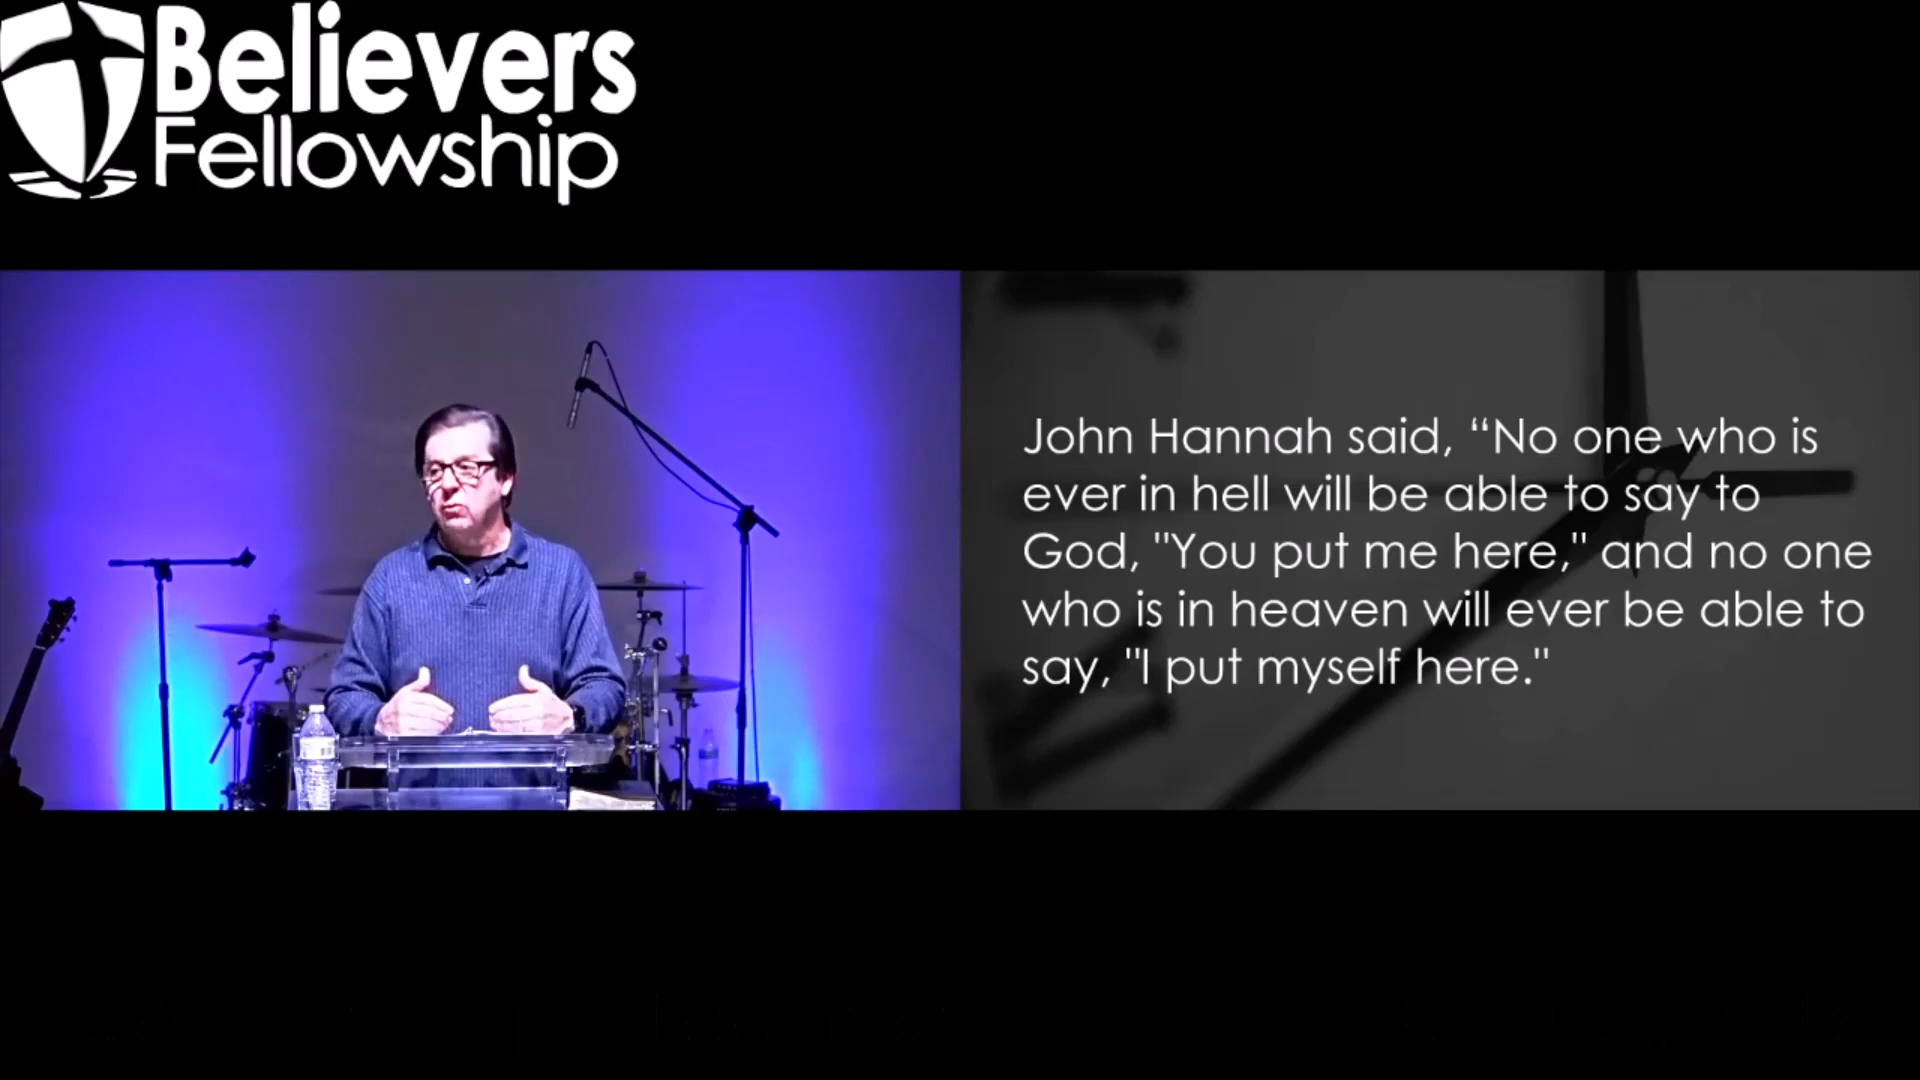 Believers
Fellowship
John Hannah said, “No one who is
ever in hell will be able to say to
God, "You put me here," and no one
who is in heaven will ever be able to
say, "I put myself here."